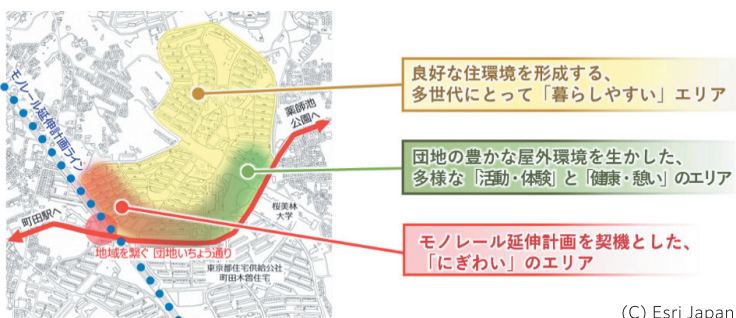 モノレール延伸計画ライン
薬師池
公園へ
桜美林
大学
町田駅へ
地域を繋ぐ 団地いちょう通り
東京都住宅供給公社
町田木曽住宅
良好な住環境を形成する、
多世代にとって「暮らしやすい」エリア
団地の豊かな屋外環境を生かした、
多様な「活動・体験」と「健康・憩い」のエリア
モノレール延伸計画を契機とした、
「にぎわい」のエリア
(C) Esri Japan